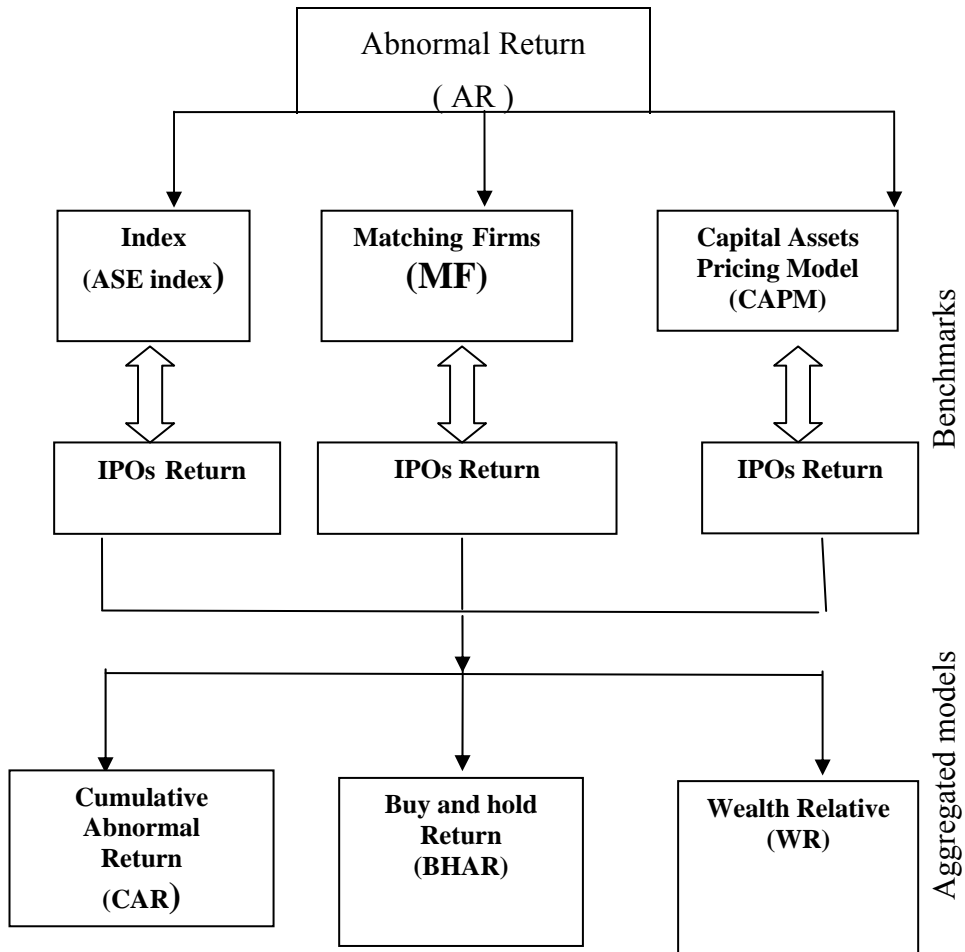 Abnormal Return
( AR )
Index
(ASE index)
Matching Firms
(MF)
Capital Assets
Pricing Model
(CAPM)
Benchmarks
IPOs Return
IPOs Return
IPOs Return
Aggregated models
Cumulative
Abnormal
Return
(CAR)
Buy and hold
Return
(BHAR)
Wealth Relative
(WR)